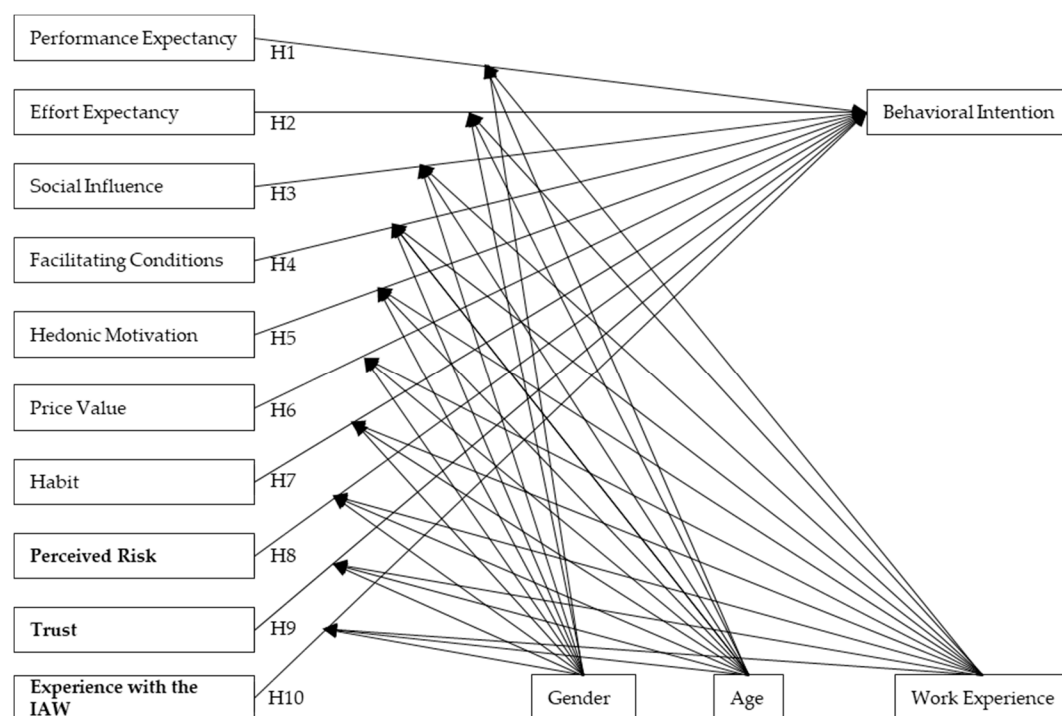 Performance Expectancy
H1
Effort Expectancy
H2
Behavioral Intention
Social Influence
H3
Facilitating Conditions
H4
Hedonic Motivation
H5
Price Value
H6
Habit
H7
Perceived Risk
H8
Trust
H9
Experience with the
IAW
H10
Gender
Age
Work Experience